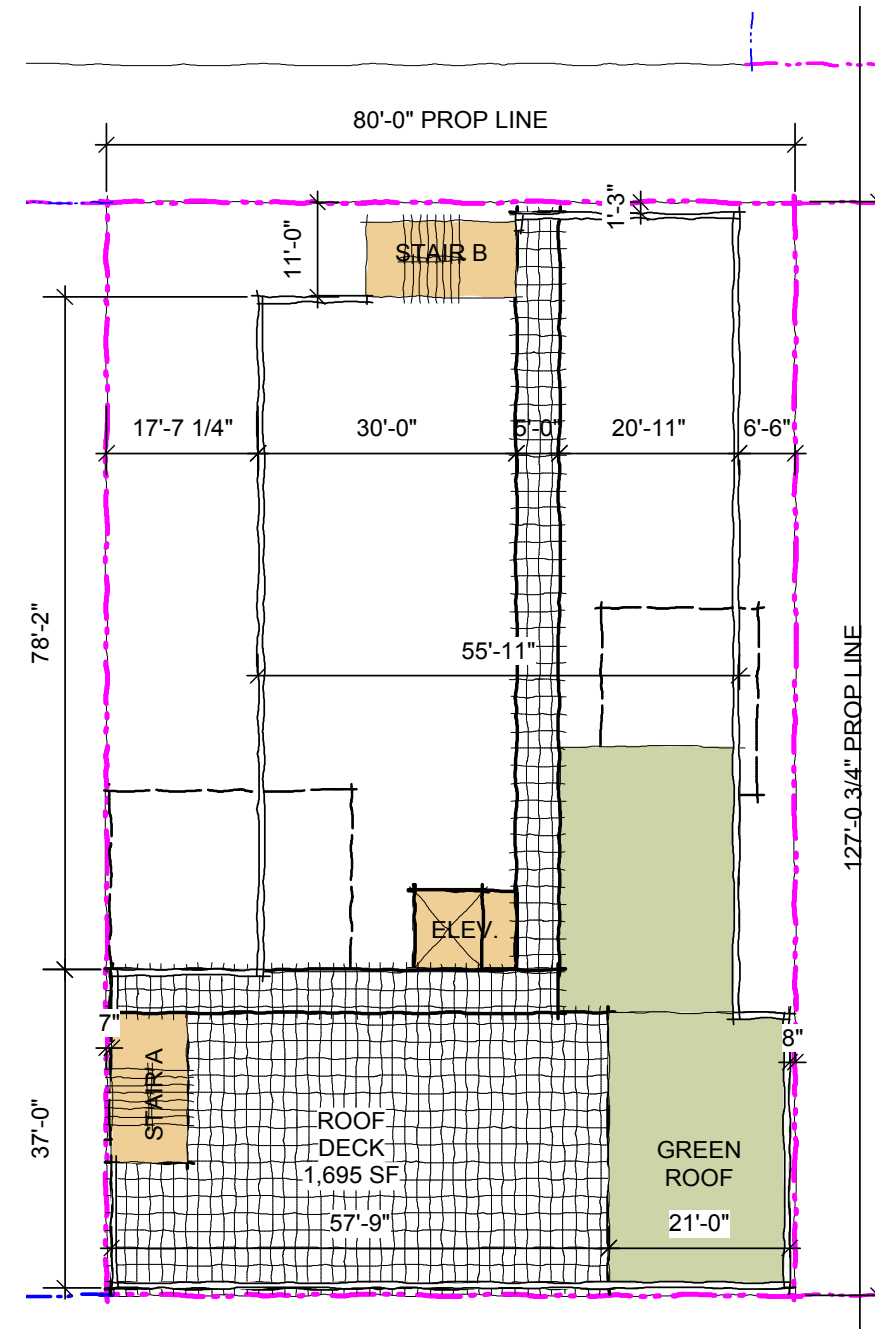 80'-0" PROP LINE
1'-3"
11'-0"
STAIR B
17'-7 1/4"
30'-0"
5'-0"
20'-11"
6'-6"
78'-2"
55'-11"
127'-0 3/4" PROP LINE
ELEV.
7"
8"
STAIR A
37'-0"
ROOF
DECK
1,695 SF
GREEN
ROOF
57'-9"
21'-0"